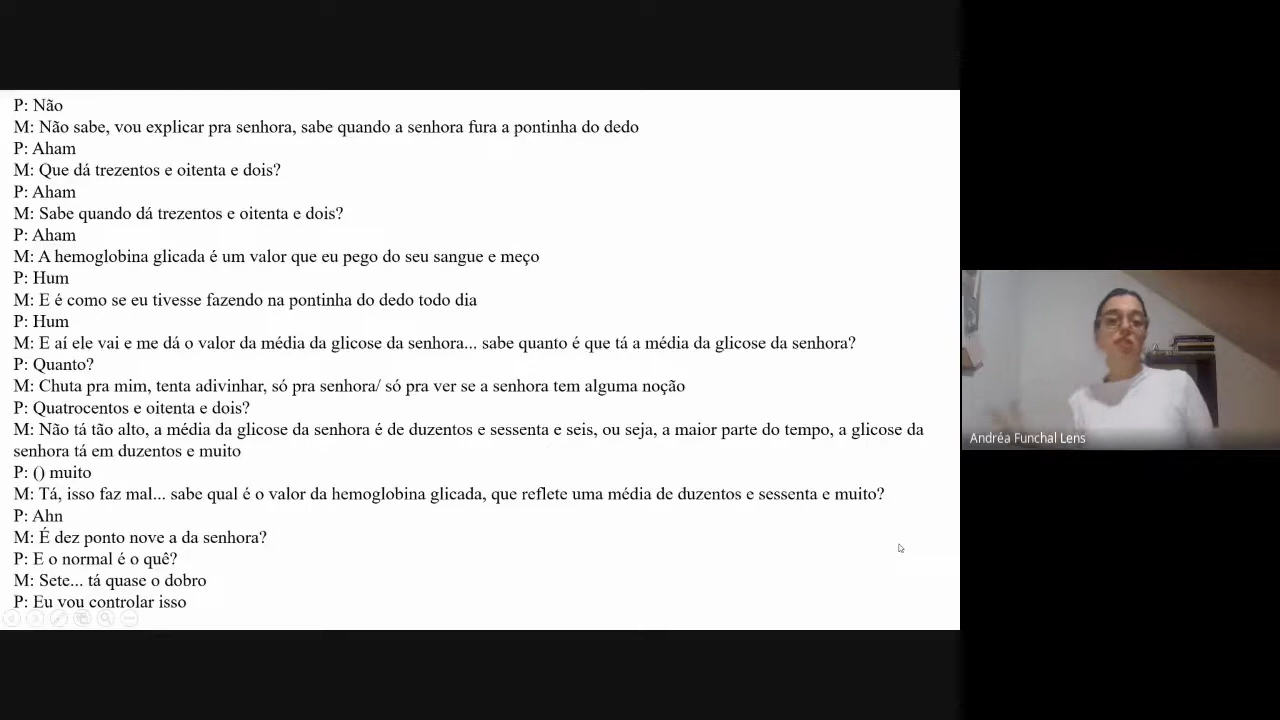 P: Não
M: Não sabe, vou explicar pra senhora, sabe quando a senhora fura a pontinha do dedo
P: Aham
M: Que dá trezentos e oitenta e dois?
P: Aham
M: Sabe quando dá trezentos e oitenta e dois?
P: Aham
M: A hemoglobina glicada é um valor que eu pego do seu sangue e meço
P: Hum
M: E é como se eu tivesse fazendo na pontinha do dedo todo dia
P: Hum
M: E aí ele vai e me dá o valor da média da glicose da senhora... sabe quanto é que tá a média da glicose da senhora?
P: Quanto?
M: Chuta pra mim, tenta adivinhar, só pra senhora/ só pra ver se a senhora tem alguma noção
P: Quatrocentos e oitenta e dois?
M: Não tá tão alto, a média da glicose da senhora é de duzentos e sessenta e seis, ou seja, a maior parte do tempo, a glicose da
senhora tá em duzentos e muito
P: () muito
M: Tá, isso faz mal... sabe qual é o valor da hemoglobina glicada, que reflete uma média de duzentos e sessenta e muito?
P: Ahn
M: É dez ponto nove a da senhora?
P: E o normal é o quê?
M: Sete... tá quase o dobro
P: Eu vou controlar isso
Andréa Funchal Lens